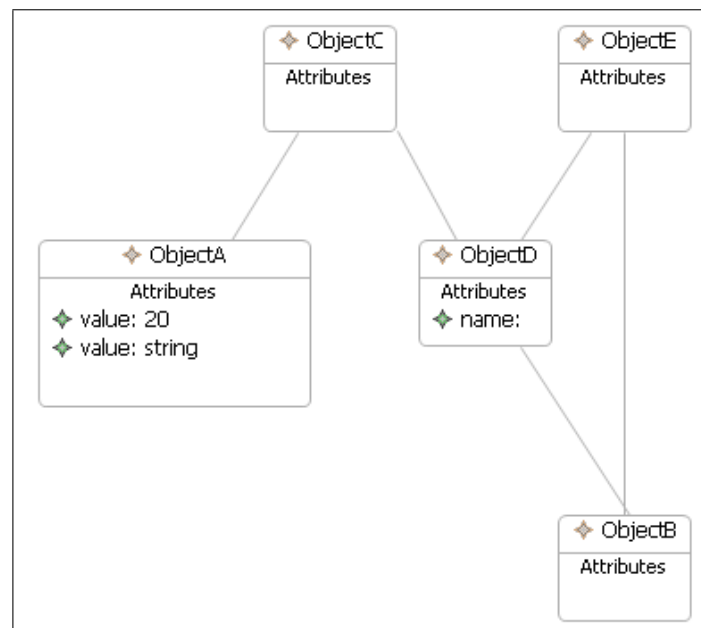 ObjectC
Attributes
ObjectE
Attributes
ObjectA
Attributes
value: 20
value: string
ObjectD
Attributes
name:
ObjectB
Attributes